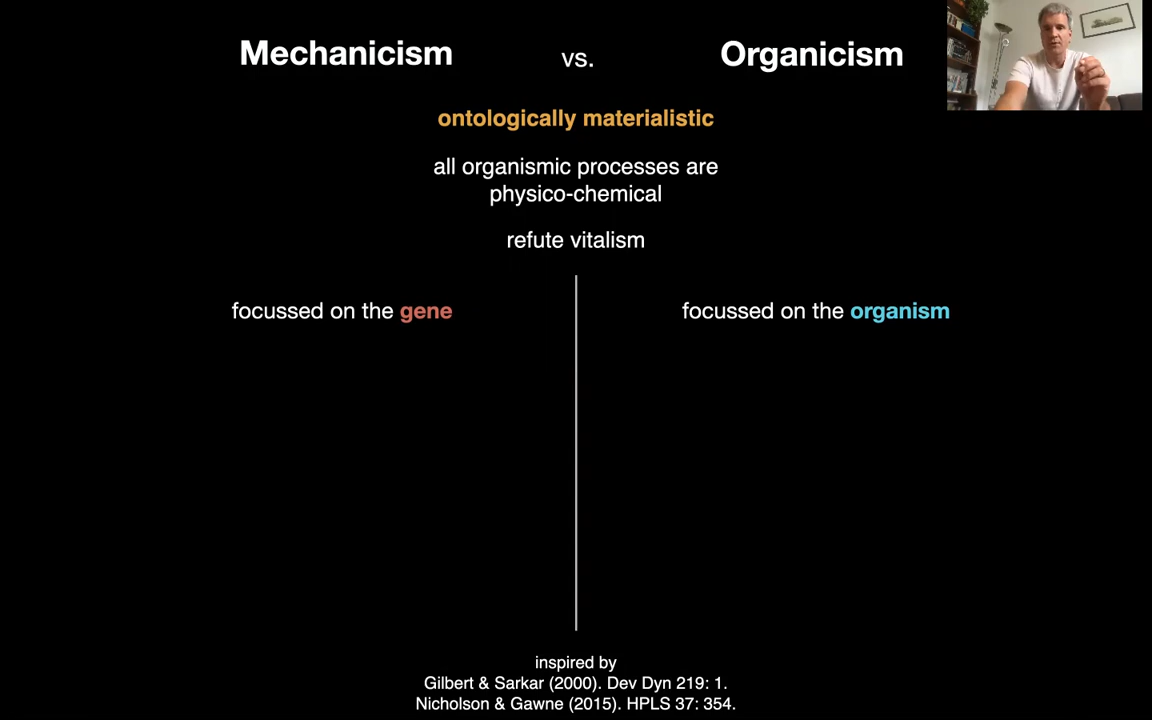 Mechanicism vs. Organicism
ontologically materialistic
all organismic processes are
physico-chemical
refute vitalism
focussed on the gene
focussed on the organism
inspired by
Gilbert & Sarkar (2000). Dev Dyn 219: 1.
Nicholson & Gawne (2015). HPLS 37: 354.